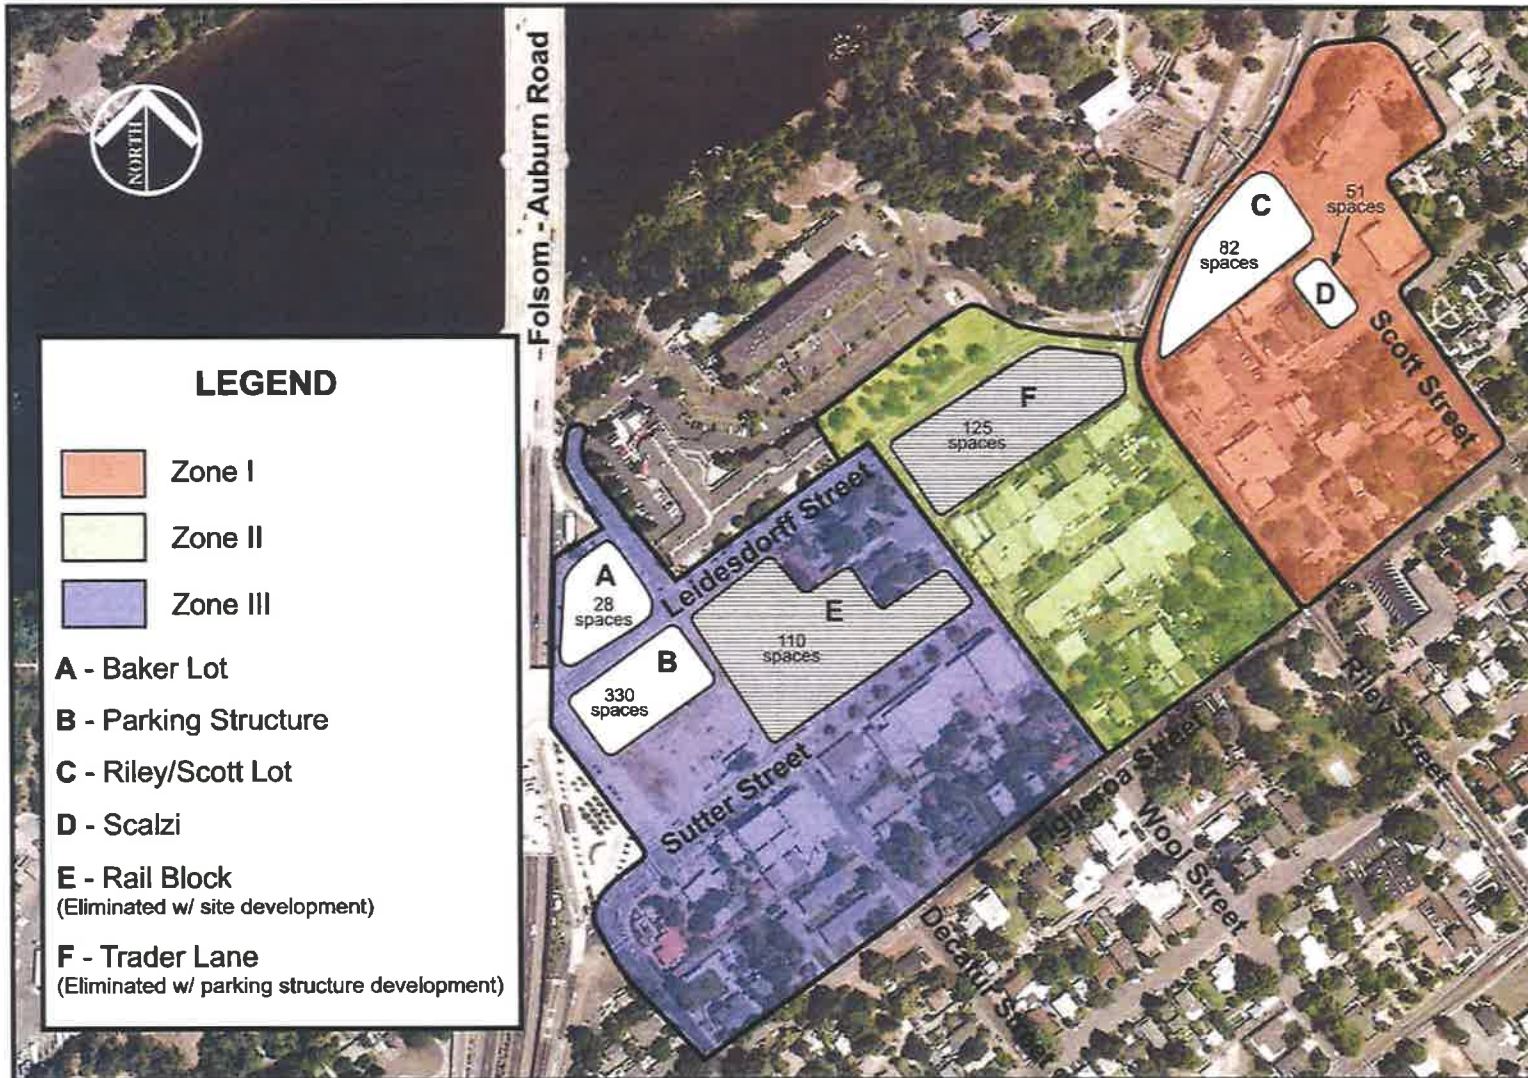 NORTH
Folsom - Auburn Road
C
82
spaces
51
spaces
D
Scott Street
F
125
spaces
Leidesdorff Street
A
28
spaces
E
110
spaces
B
330
spaces
Sutter Street
Figueroa Street
Riley Street
Wool Street
Decatur Street
LEGEND
Zone I
Zone II
Zone III
A - Baker Lot
B - Parking Structure
C - Riley/Scott Lot
D - Scalzi
E - Rail Block
(Eliminated w/ site development)
F - Trader Lane
(Eliminated w/ parking structure development)